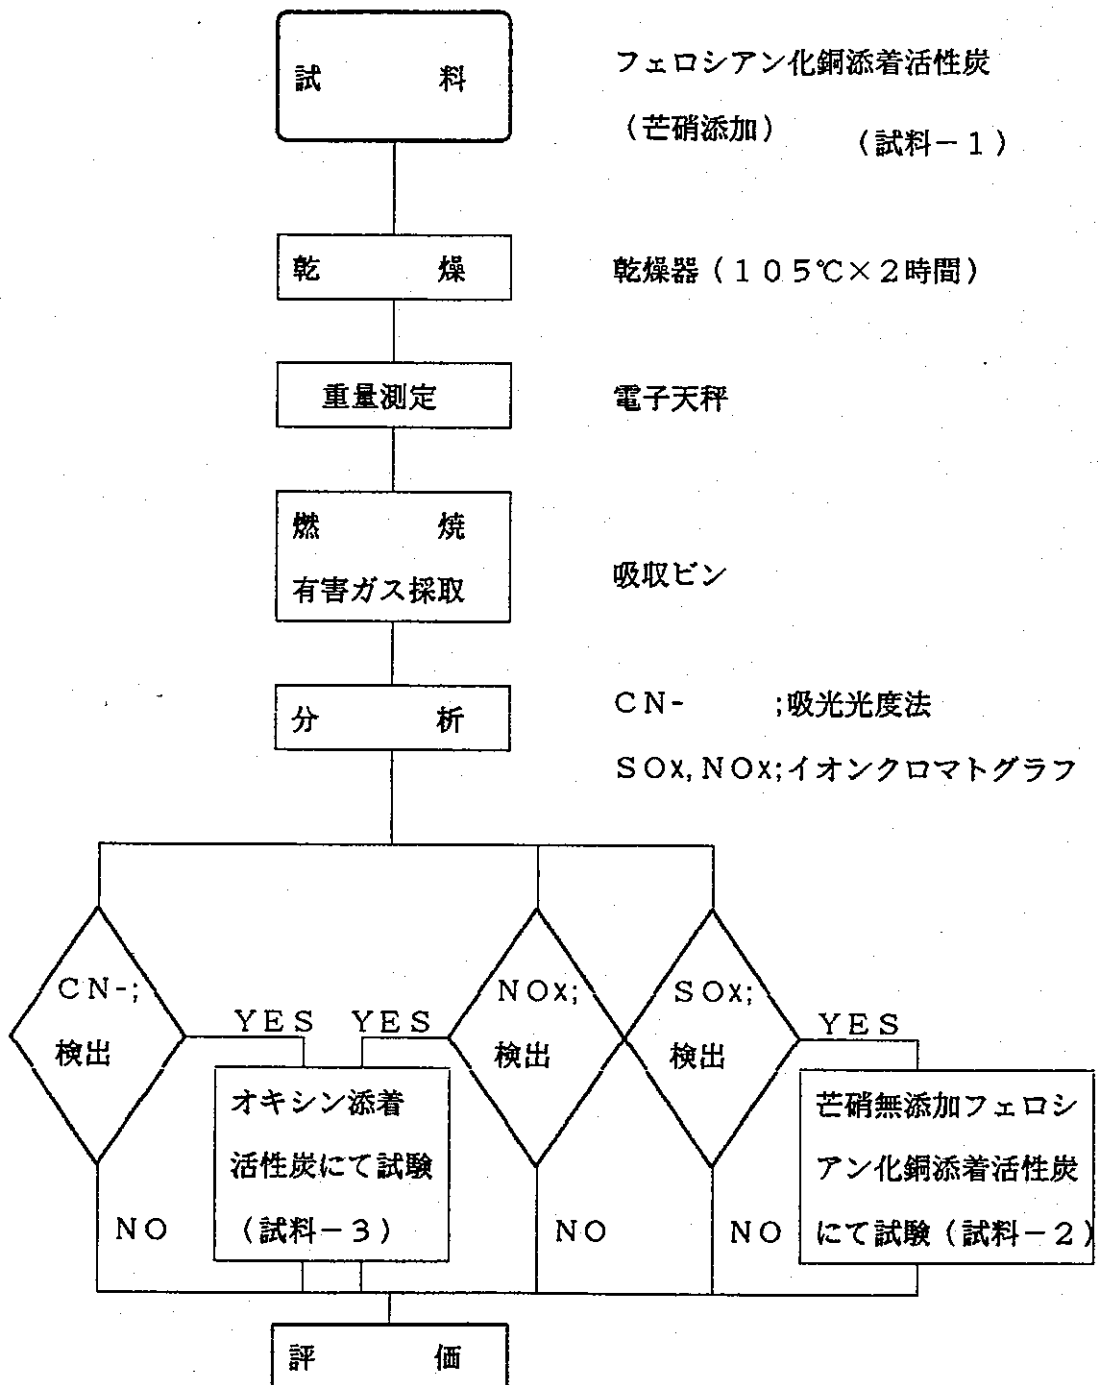 試料
フェロシアン化銅添着活性炭
（芒硝添加）　（試料－１）
乾燥
乾燥器（１０５℃×２時間）
重量測定
電子天秤
燃焼
有害ガス採取
吸収ビン
分析
CN-　;吸光光度法
SOx,NOx;イオンクロマトグラフ
CN-;
検出
YES
YES
NOx;
検出
SOx;
検出
YES
オキシン添着
活性炭にて試験
（試料－３）
芒硝無添加フェロシ
アン化銅添着活性炭
にて試験（試料－２）
NO
NO
NO
評価